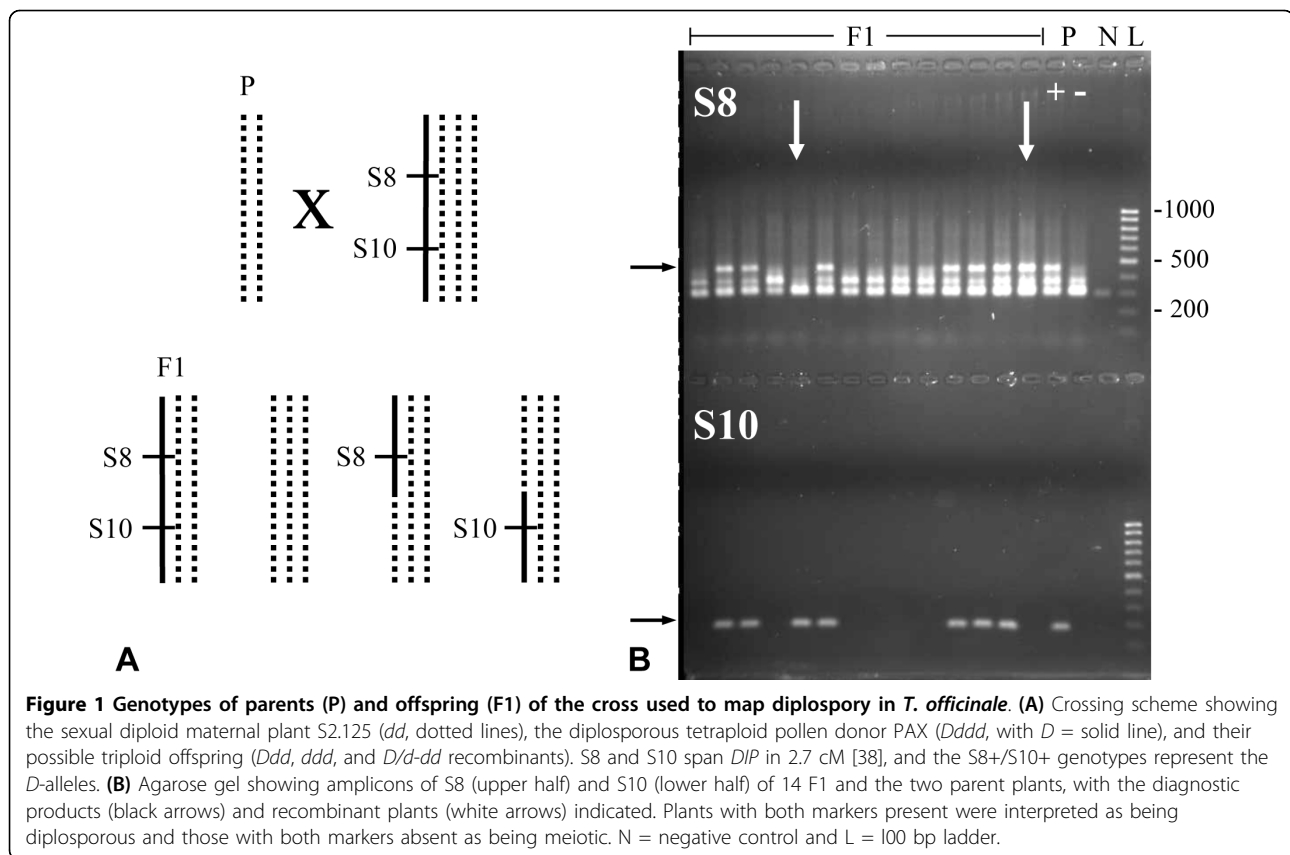 P
S8
X
S10
F1
S8
S8
S10
S10
A
F1 P N L
S8
+ -
-1000
- 500
- 200
S10
B
Figure 1 Genotypes of parents (P) and offspring (F1) of the cross used to map diplospory in T. officinale. (A) Crossing scheme showing
the sexual diploid maternal plant S2.125 (dd, dotted lines), the diplosporous tetraploid pollen donor PAX (Dddd, with D = solid line), and their
possible triploid offspring (Ddd, ddd, and D/d-dd recombinants). S8 and S10 span DIP in 2.7 cM [38], and the S8+/S10+ genotypes represent the
D-alleles. (B) Agarose gel showing amplicons of S8 (upper half) and S10 (lower half) of 14 F1 and the two parent plants, with the diagnostic
products (black arrows) and recombinant plants (white arrows) indicated. Plants with both markers present were interpreted as being
diplosporous and those with both markers absent as being meiotic. N = negative control and L = l00 bp ladder.